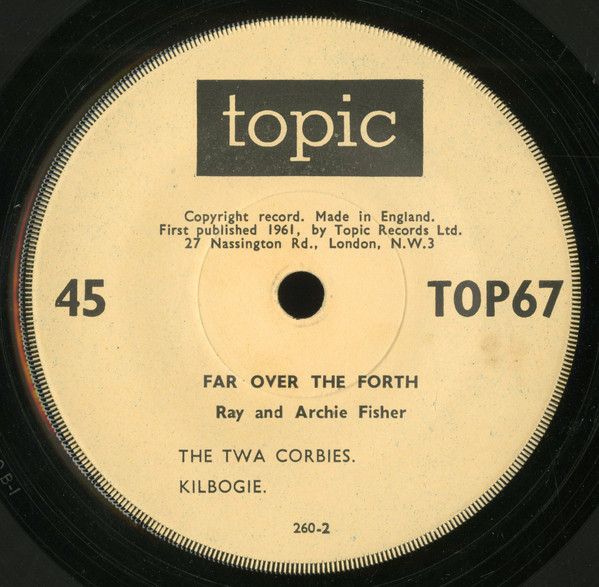 topic
Copyright record. Made in England.
First published 1961, by Topic Records Ltd.
27 Nassington Rd., London, N.W.3
45
TOP67
FAR OVER THE FORTH
Ray and Archie Fisher
THE TWA CORBIES.
KILBOGIE.
260-2